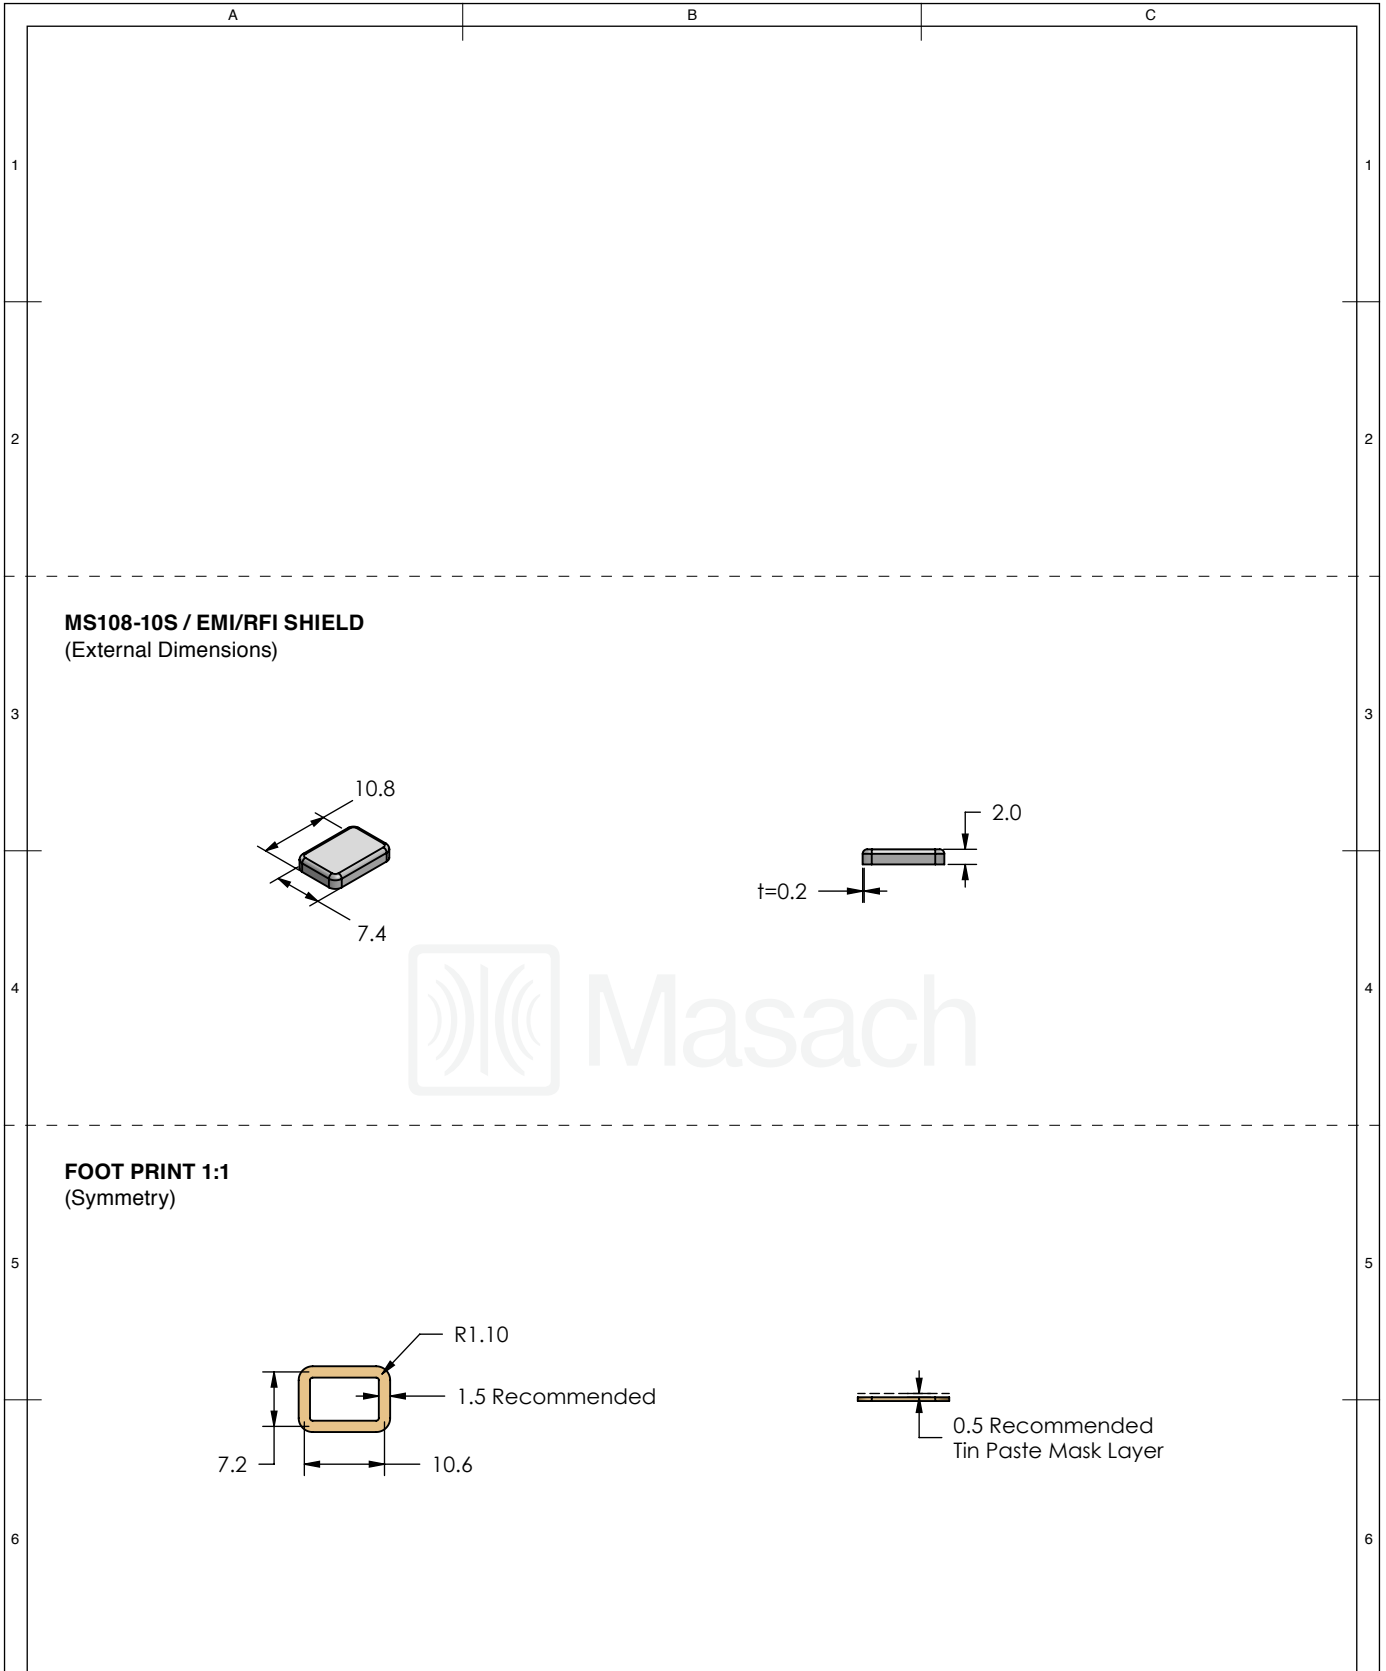 A B C
1 1
2 2
MS108-10S / EMI/RFI SHIELD
(External Dimensions)
3 3
10.8
2.0
t=0.2
7.4
Masach
4 4
FOOT PRINT 1:1
(Symmetry)
5 5
R1.10
1.5 Recommended
0.5 Recommended
Tin Paste Mask Layer
7.2 10.6
6 6